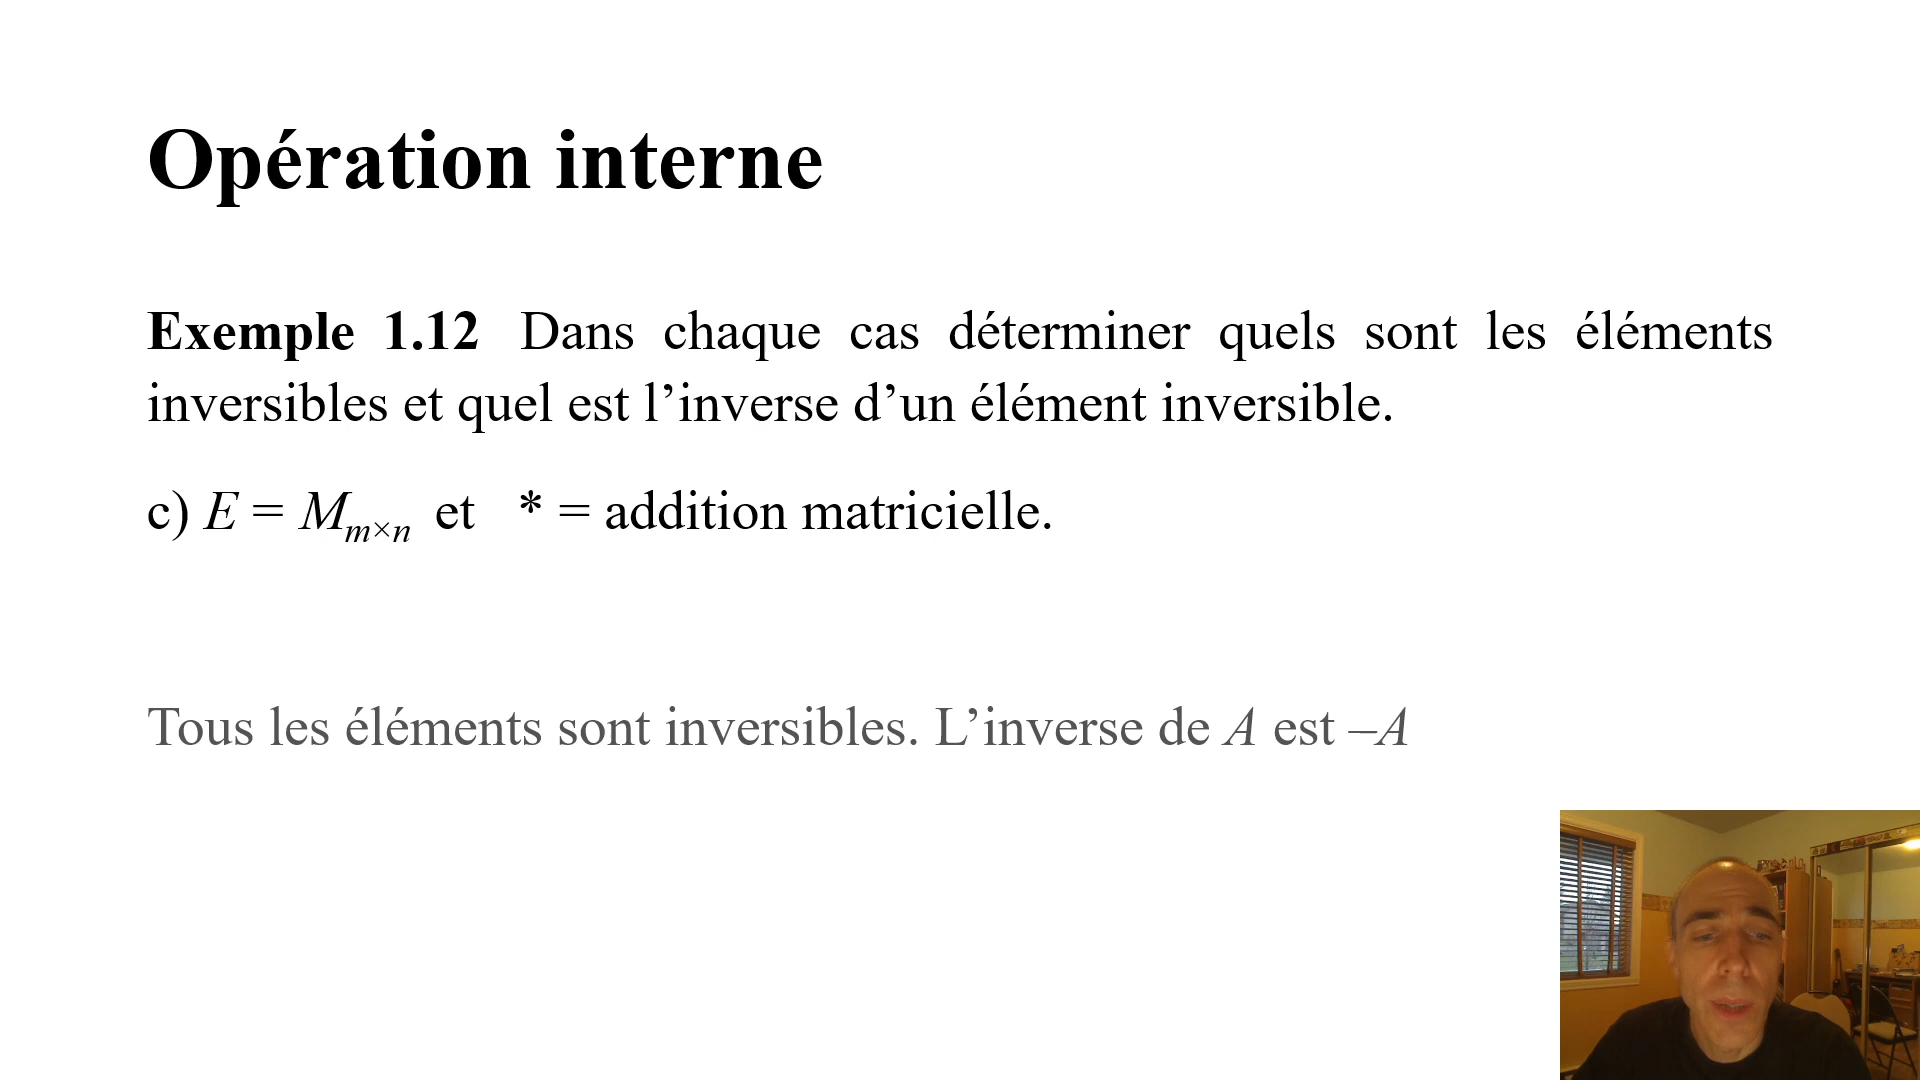 Opération interne
Exemple 1.12 Dans chaque cas déterminer quels sont les éléments
inversibles et quel est l’inverse d’un élément inversible.
c) E = Mm×n et * = addition matricielle.
Tous les éléments sont inversibles. L’inverse de A est –A